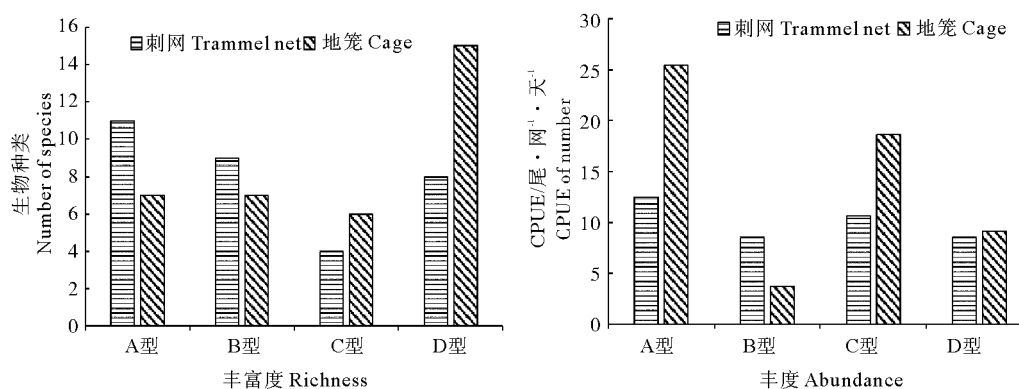 16
14
12
10
8
6
4
2
0
生物种类
Number of species
刺网 Trammel net 地笼 Cage
A型 B型 C型 D型
丰富度 Richness
30
25
20
15
10
5
0
CPUE/尾·网⁻¹·天⁻¹
CPUE of number
刺网 Trammel net 地笼 Cage
A型 B型 C型 D型
丰度 Abundance